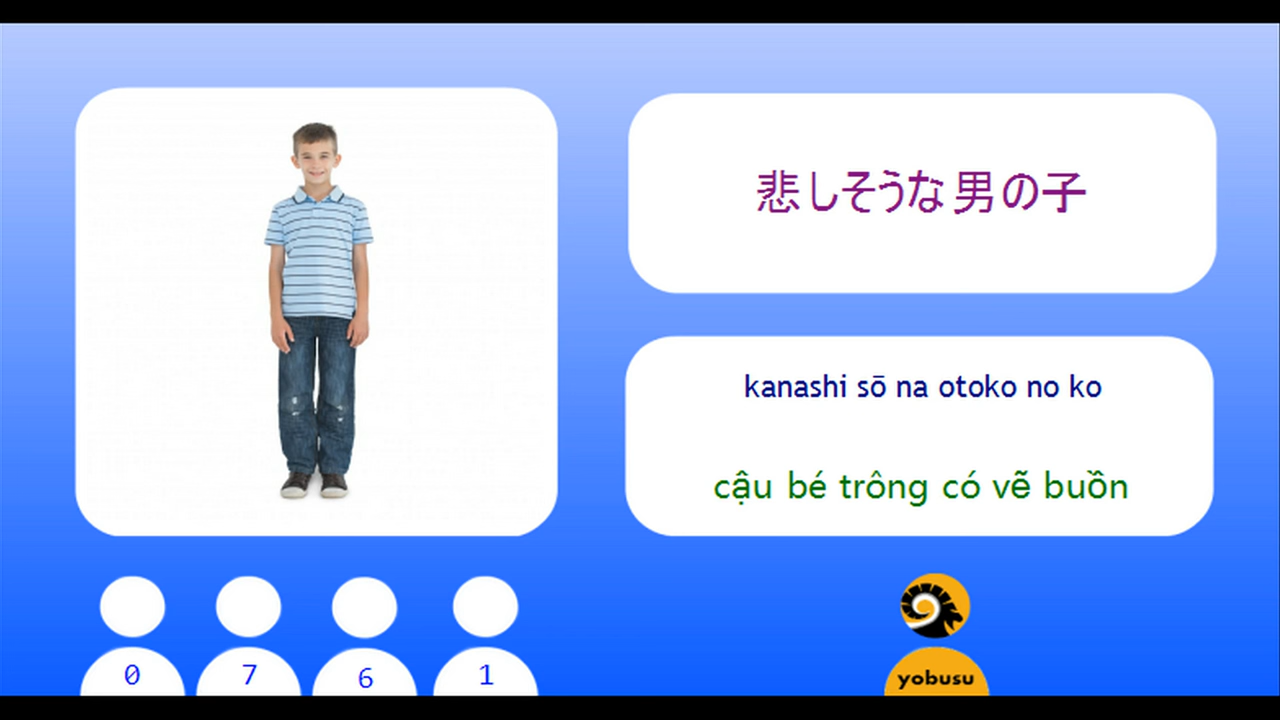 悲しそうな男の子
kanashi sō na otoko no ko
cậu bé trông có vẽ buồn
0 7 6 1
yobusu